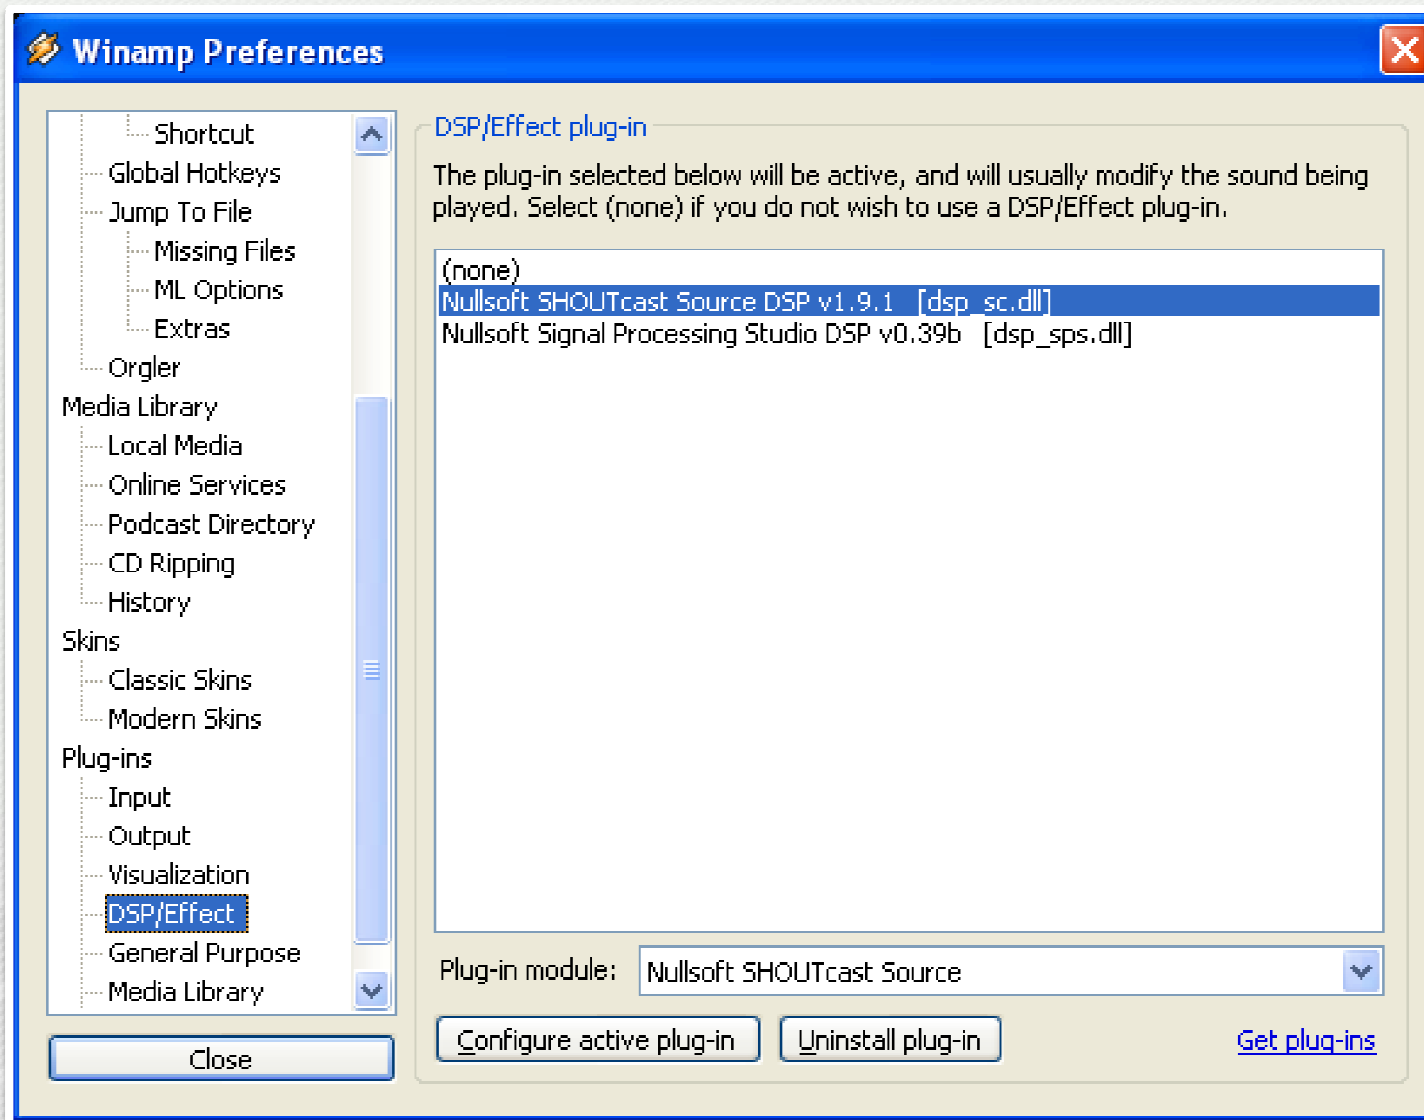 Winamp Preferences
Shortcut
Global Hotkeys
Jump To File
Missing Files
ML Options
Extras
Orgler
Media Library
Local Media
Online Services
Podcast Directory
CD Ripping
History
Skins
Classic Skins
Modern Skins
Plug-ins
Input
Output
Visualization
DSP/Effect
General Purpose
Media Library
Close
DSP/Effect plug-in
The plug-in selected below will be active, and will usually modify the sound being
played. Select (none) if you do not wish to use a DSP/Effect plug-in.
(none)
Nullsoft SHOUTcast Source DSP v1.9.1 [dsp_sc.dll]
Nullsoft Signal Processing Studio DSP v0.39b [dsp_sps.dll]
Plug-in module: Nullsoft SHOUTcast Source
Configure active plug-in Uninstall plug-in Get plug-ins